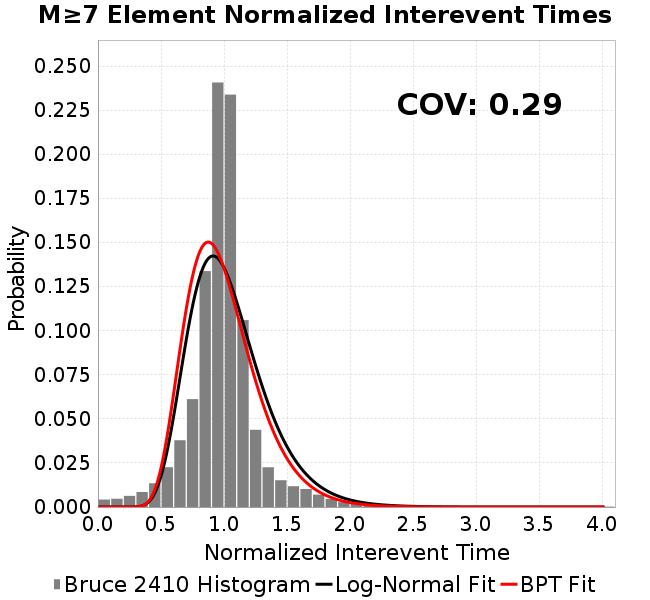 M≥7 Element Normalized Interevent Times
COV: 0.29
Probability
0.250
0.225
0.200
0.175
0.150
0.125
0.100
0.075
0.050
0.025
0.000
0.0 0.5 1.0 1.5 2.0 2.5 3.0 3.5 4.0
Normalized Interevent Time
Bruce 2410 Histogram Log-Normal Fit BPT Fit